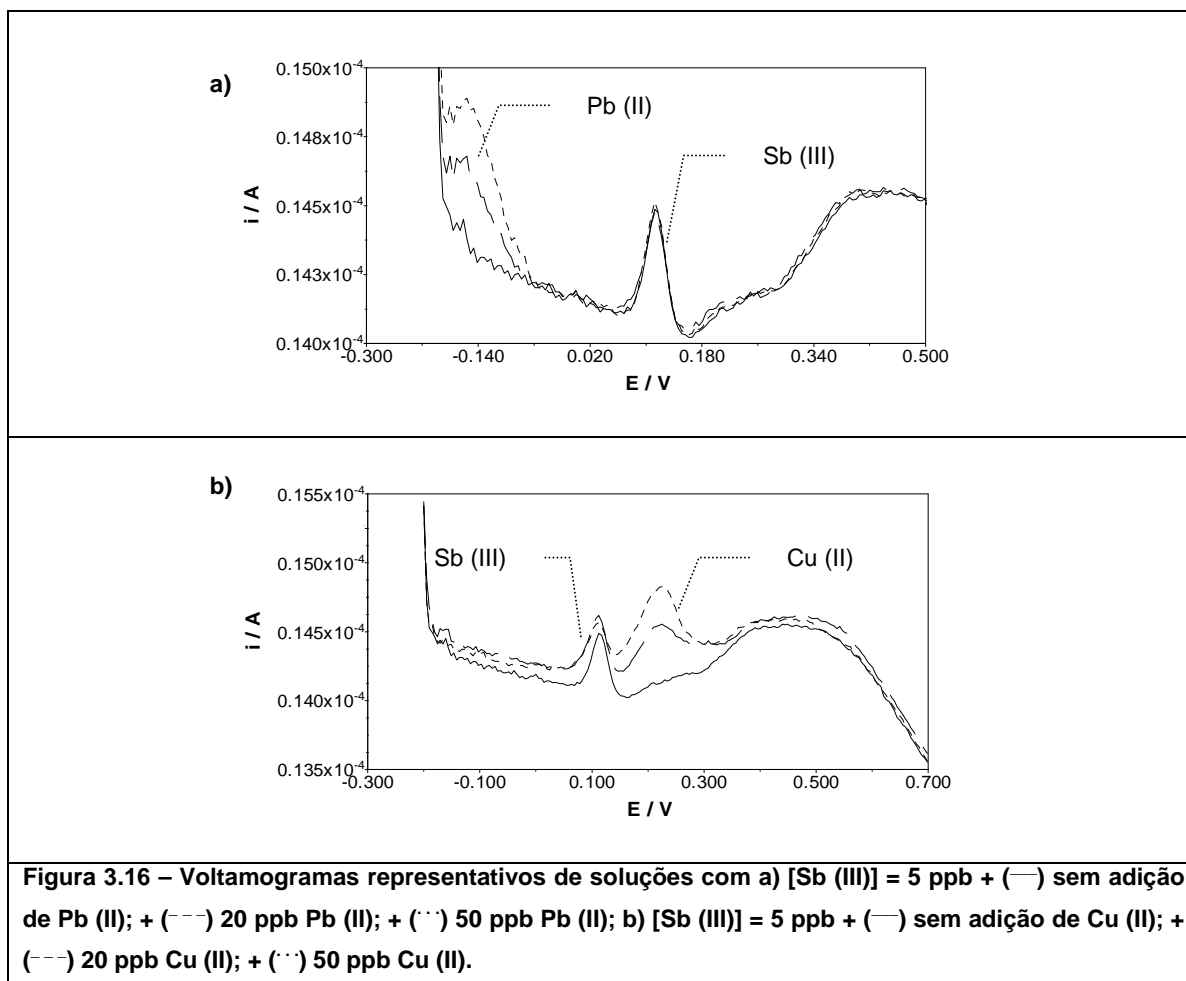 a)
0.150x10-4
0.148x10-4
0.145x10-4
0.143x10-4
0.140x10-4
i / A
Pb (II)
Sb (III)
-0.300 -0.140 0.020 0.180 0.340 0.500
E / V
b)
0.155x10-4
0.150x10-4
0.145x10-4
0.140x10-4
0.135x10-4
i / A
Sb (III) Cu (II)
-0.300 -0.100 0.100 0.300 0.500 0.700
E / V
Figura 3.16 – Voltamogramas representativos de soluções com a) [Sb (III)] = 5 ppb + (──) sem adição
de Pb (II); + (---) 20 ppb Pb (II); + (···) 50 ppb Pb (II); b) [Sb (III)] = 5 ppb + (──) sem adição de Cu (II); +
(---) 20 ppb Cu (II); + (···) 50 ppb Cu (II).